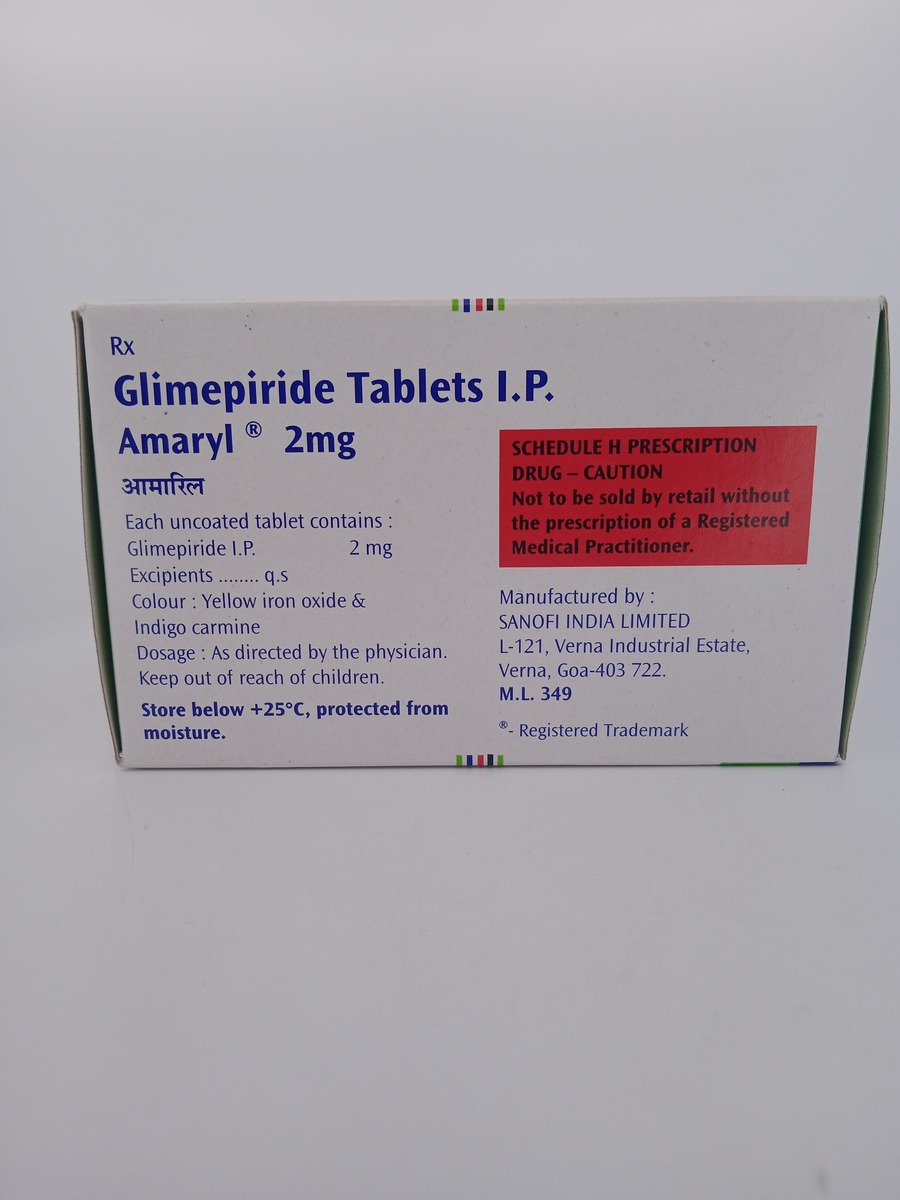 Rx
Glimepiride Tablets I.P.
Amaryl ® 2mg
आमारिल
Each uncoated tablet contains :
Glimepiride I.P. 2 mg
Excipients ........ q.s
Colour : Yellow iron oxide &
Indigo carmine
Dosage : As directed by the physician.
Keep out of reach of children.
Store below +25°C, protected from
moisture.
SCHEDULE H PRESCRIPTION
DRUG – CAUTION
Not to be sold by retail without
the prescription of a Registered
Medical Practitioner.
Manufactured by :
SANOFI INDIA LIMITED
L-121, Verna Industrial Estate,
Verna, Goa-403 722.
M.L. 349
®- Registered Trademark